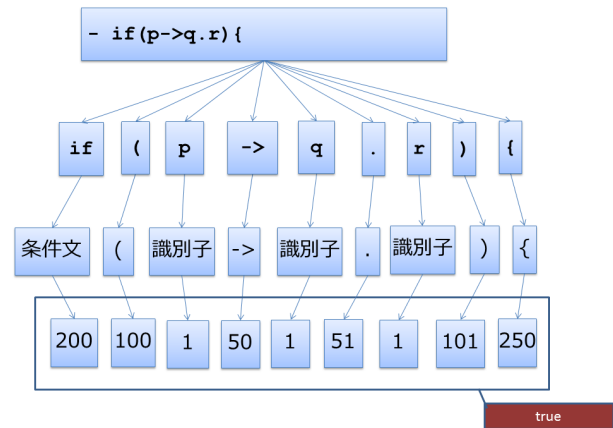 - if(p->q.r){
if ( p -> q . r ) {
条件文 ( 識別子 -> 識別子 . 識別子 ) {
200 100 1 50 1 51 1 101 250
true